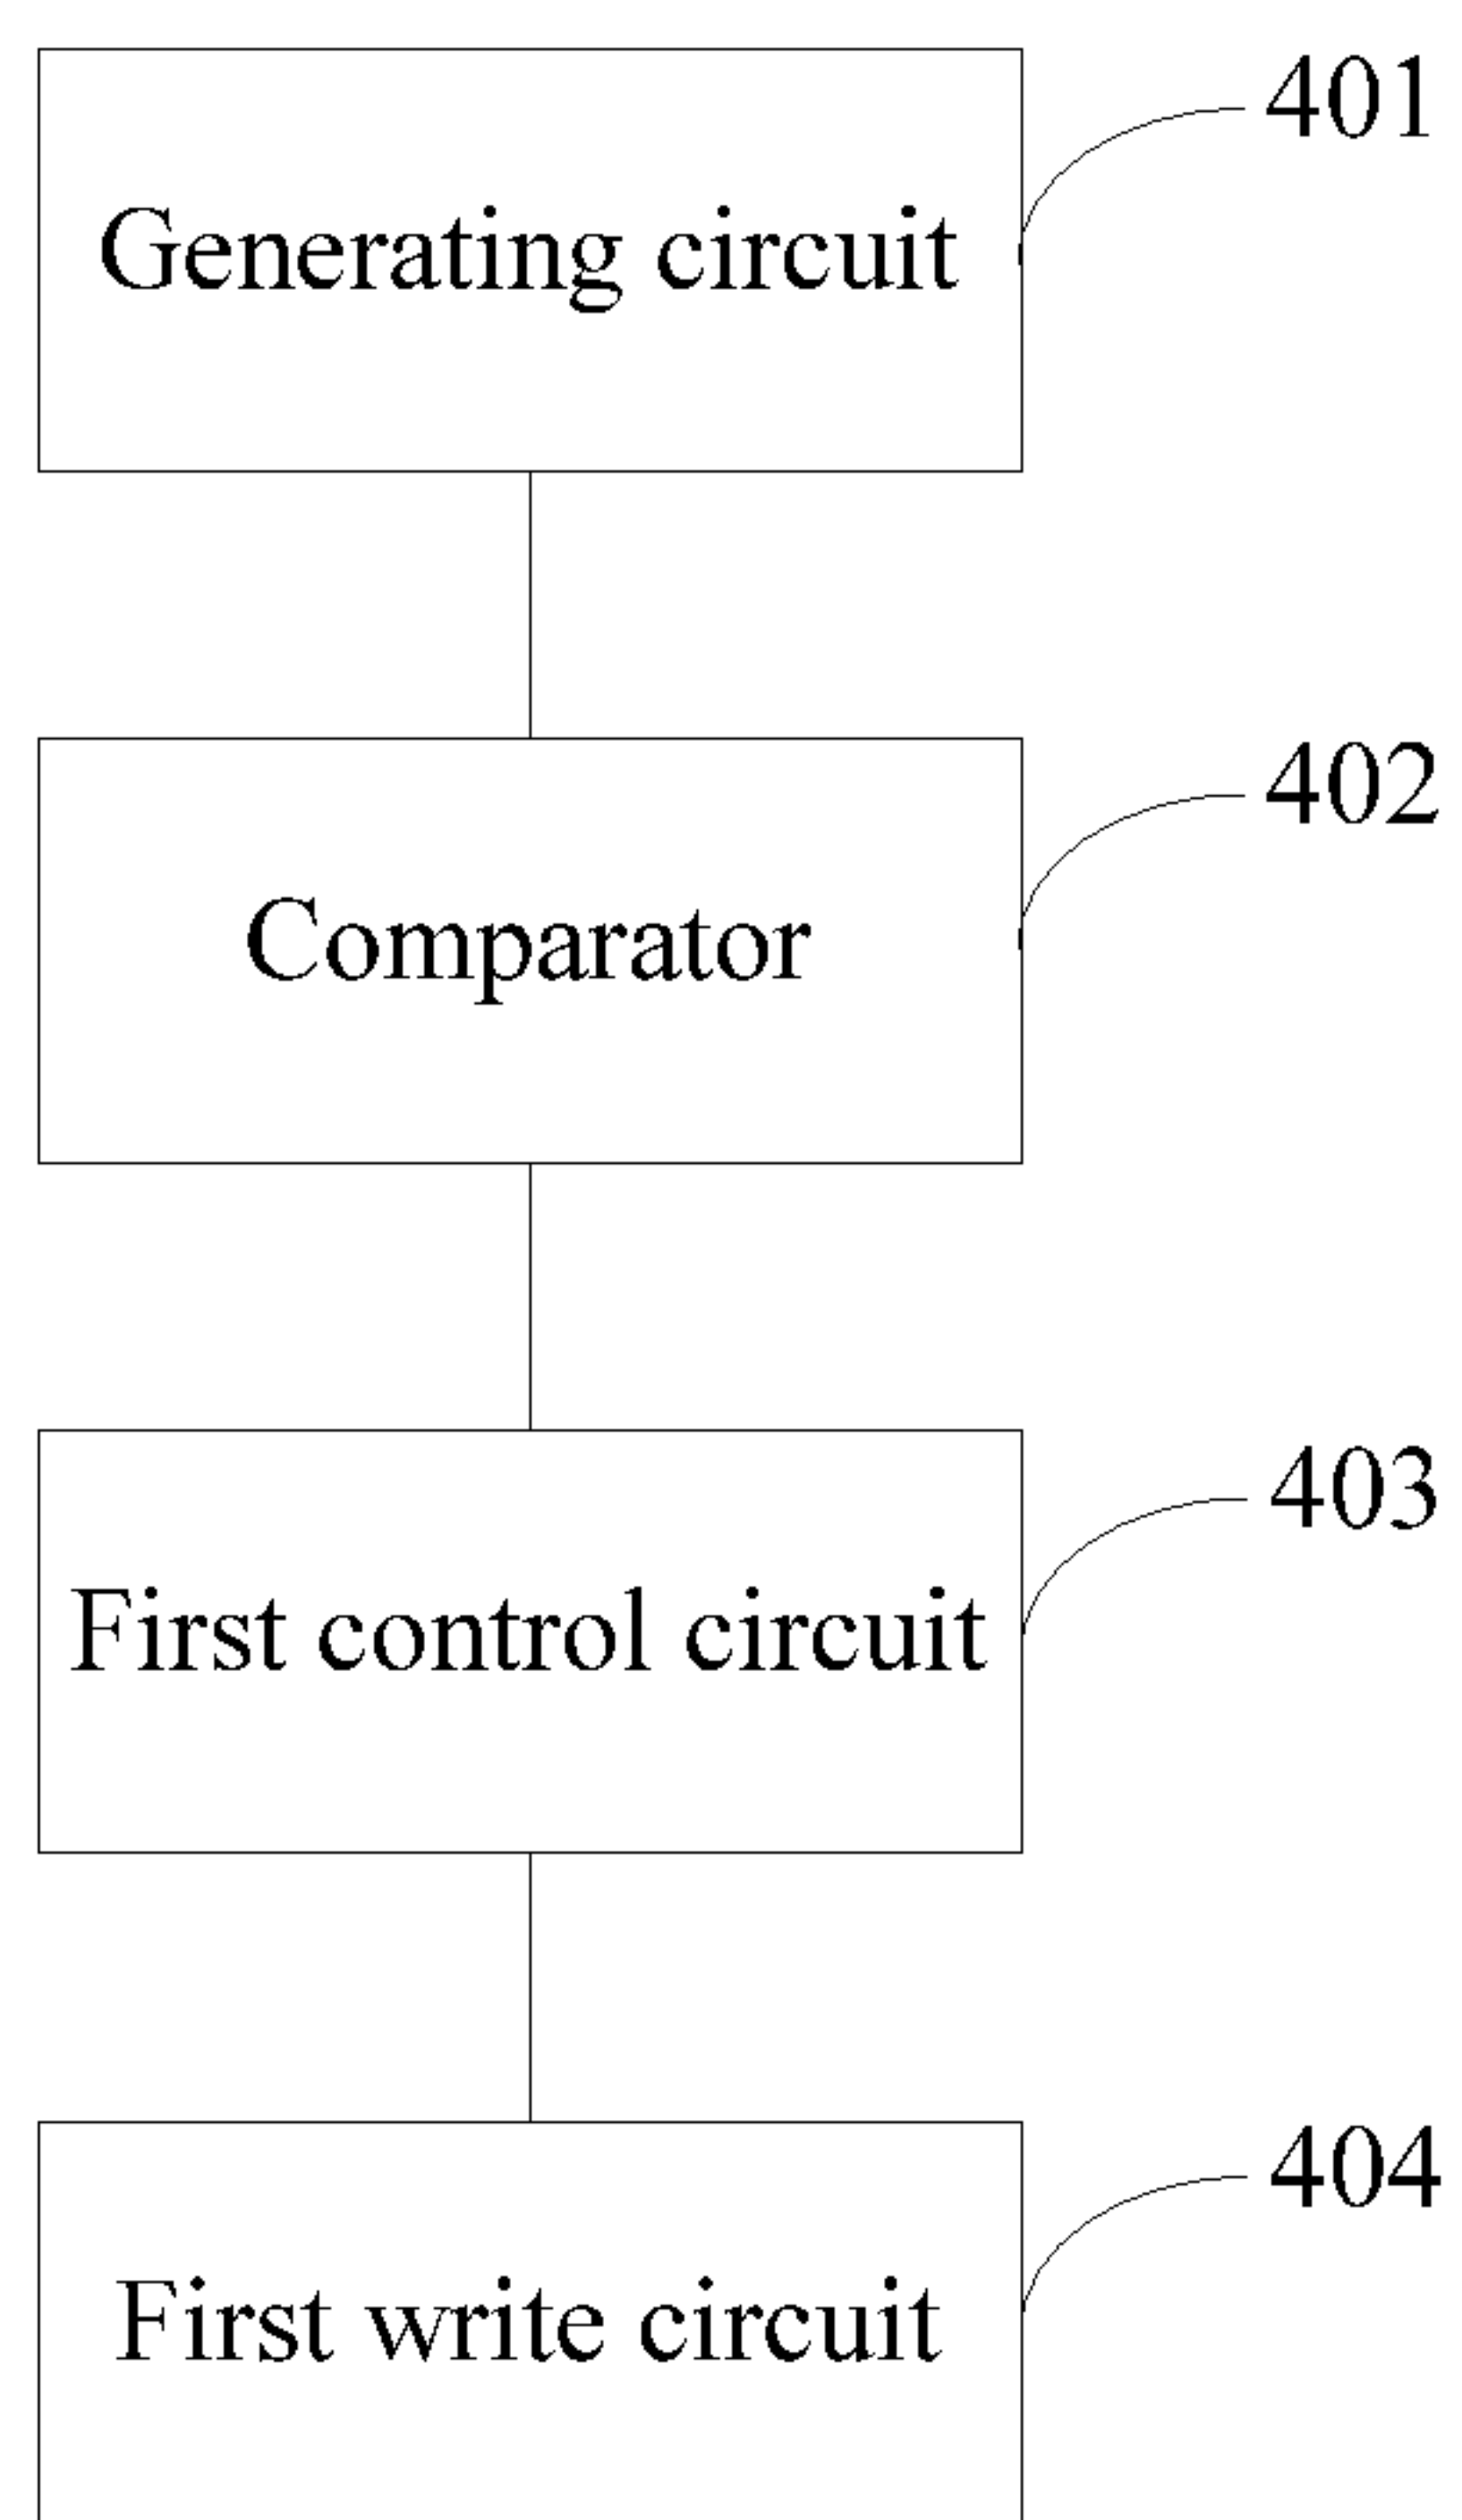 401
Generating circuit
402
Comparator
403
First control circuit
404
First write circuit